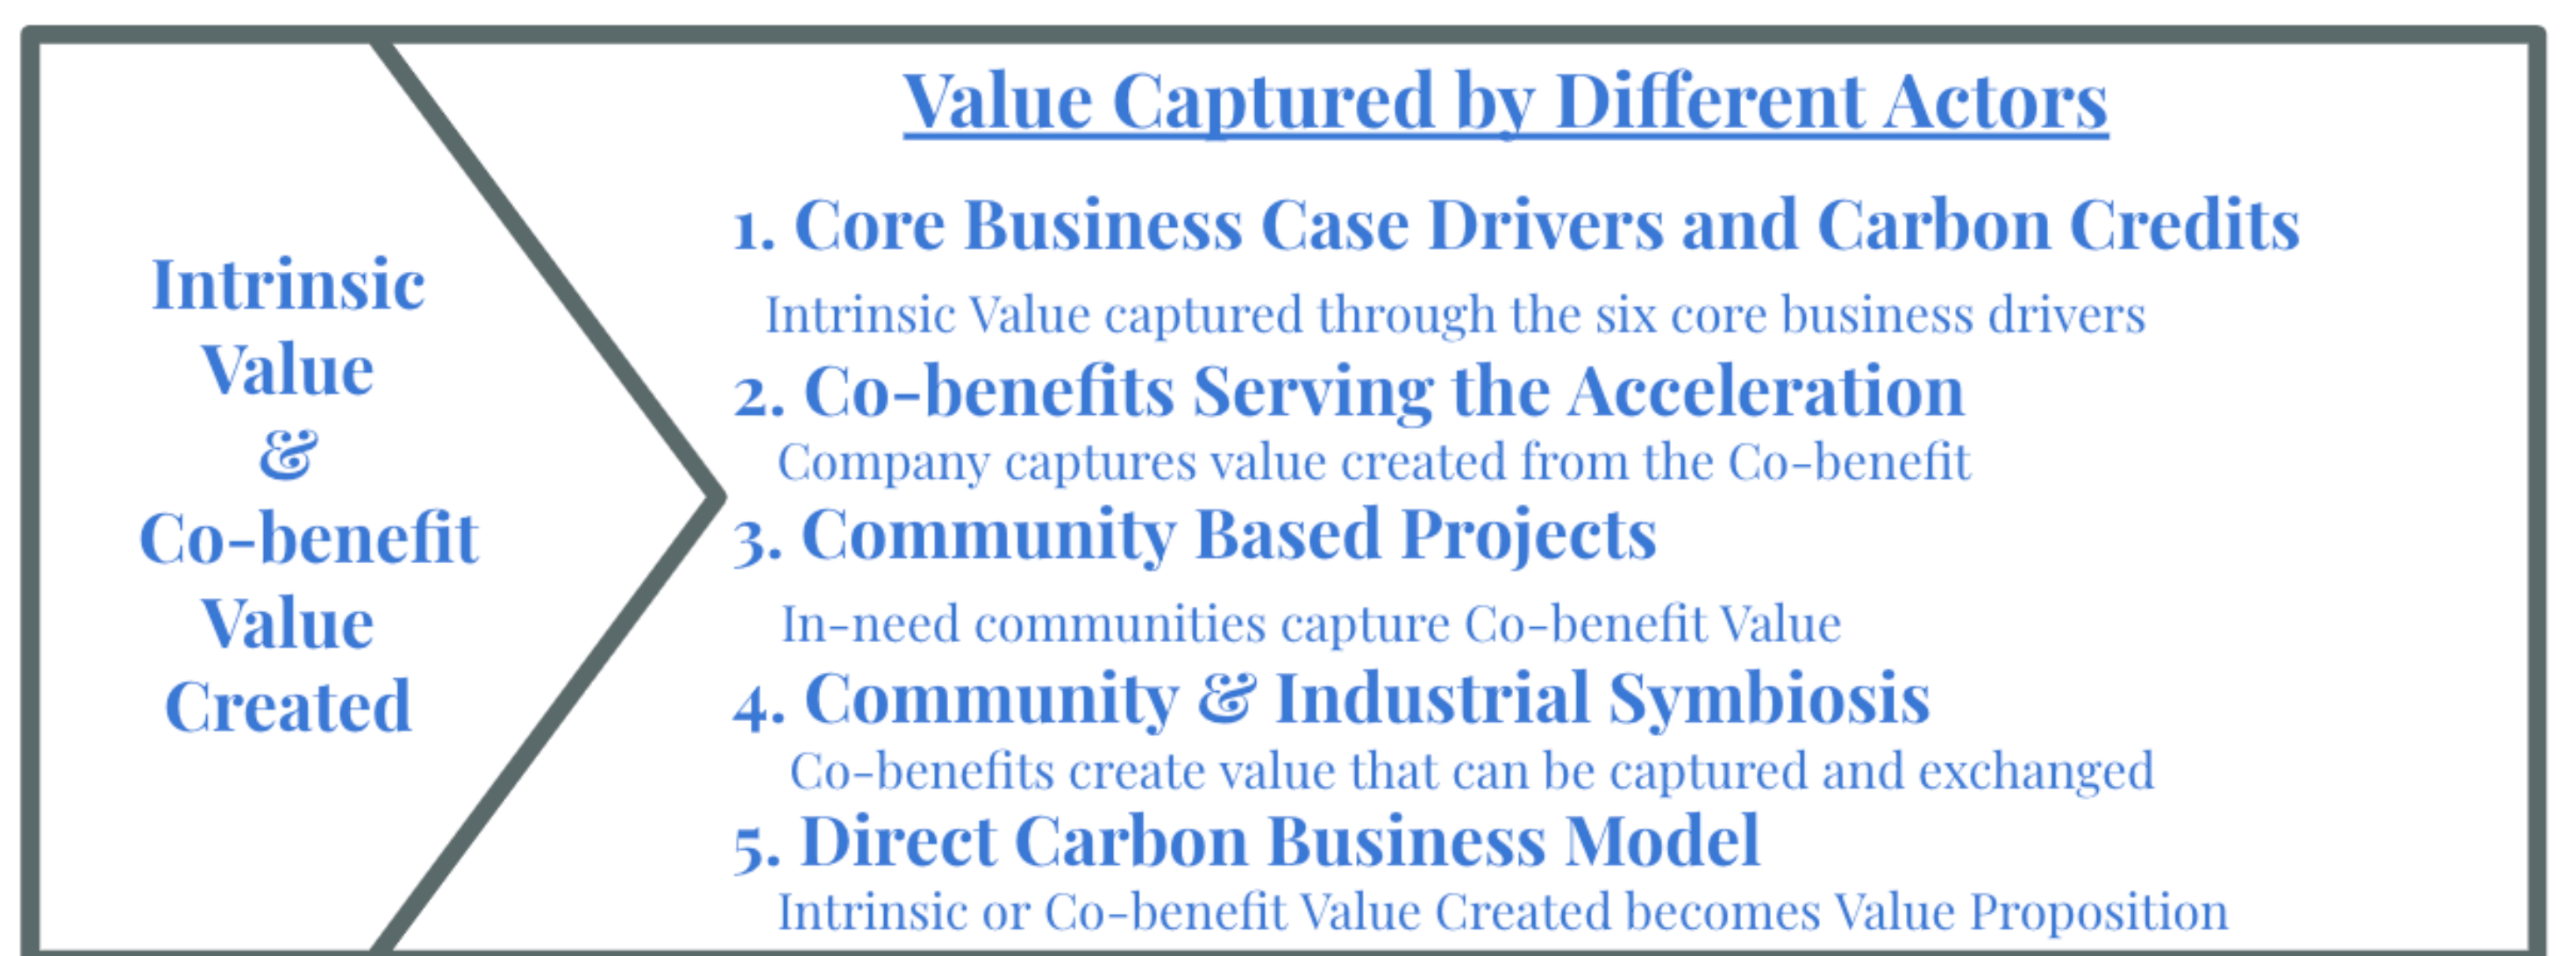 Intrinsic
Value
&
Co-benefit
Value
Created
Value Captured by Different Actors
1. Core Business Case Drivers and Carbon Credits
Intrinsic Value captured through the six core business drivers
2. Co-benefits Serving the Acceleration
Company captures value created from the Co-benefit
3. Community Based Projects
In-need communities capture Co-benefit Value
4. Community & Industrial Symbiosis
Co-benefits create value that can be captured and exchanged
5. Direct Carbon Business Model
Intrinsic or Co-benefit Value Created becomes Value Proposition